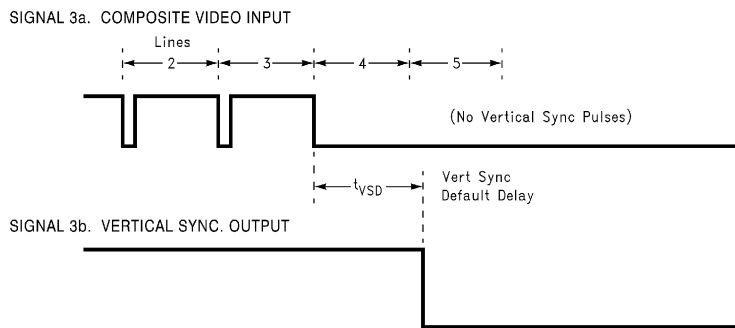 SIGNAL 3a. COMPOSITE VIDEO INPUT
Lines
2 3 4 5
(No Vertical Sync Pulses)
tVSD
Vert Sync
Default Delay
SIGNAL 3b. VERTICAL SYNC. OUTPUT